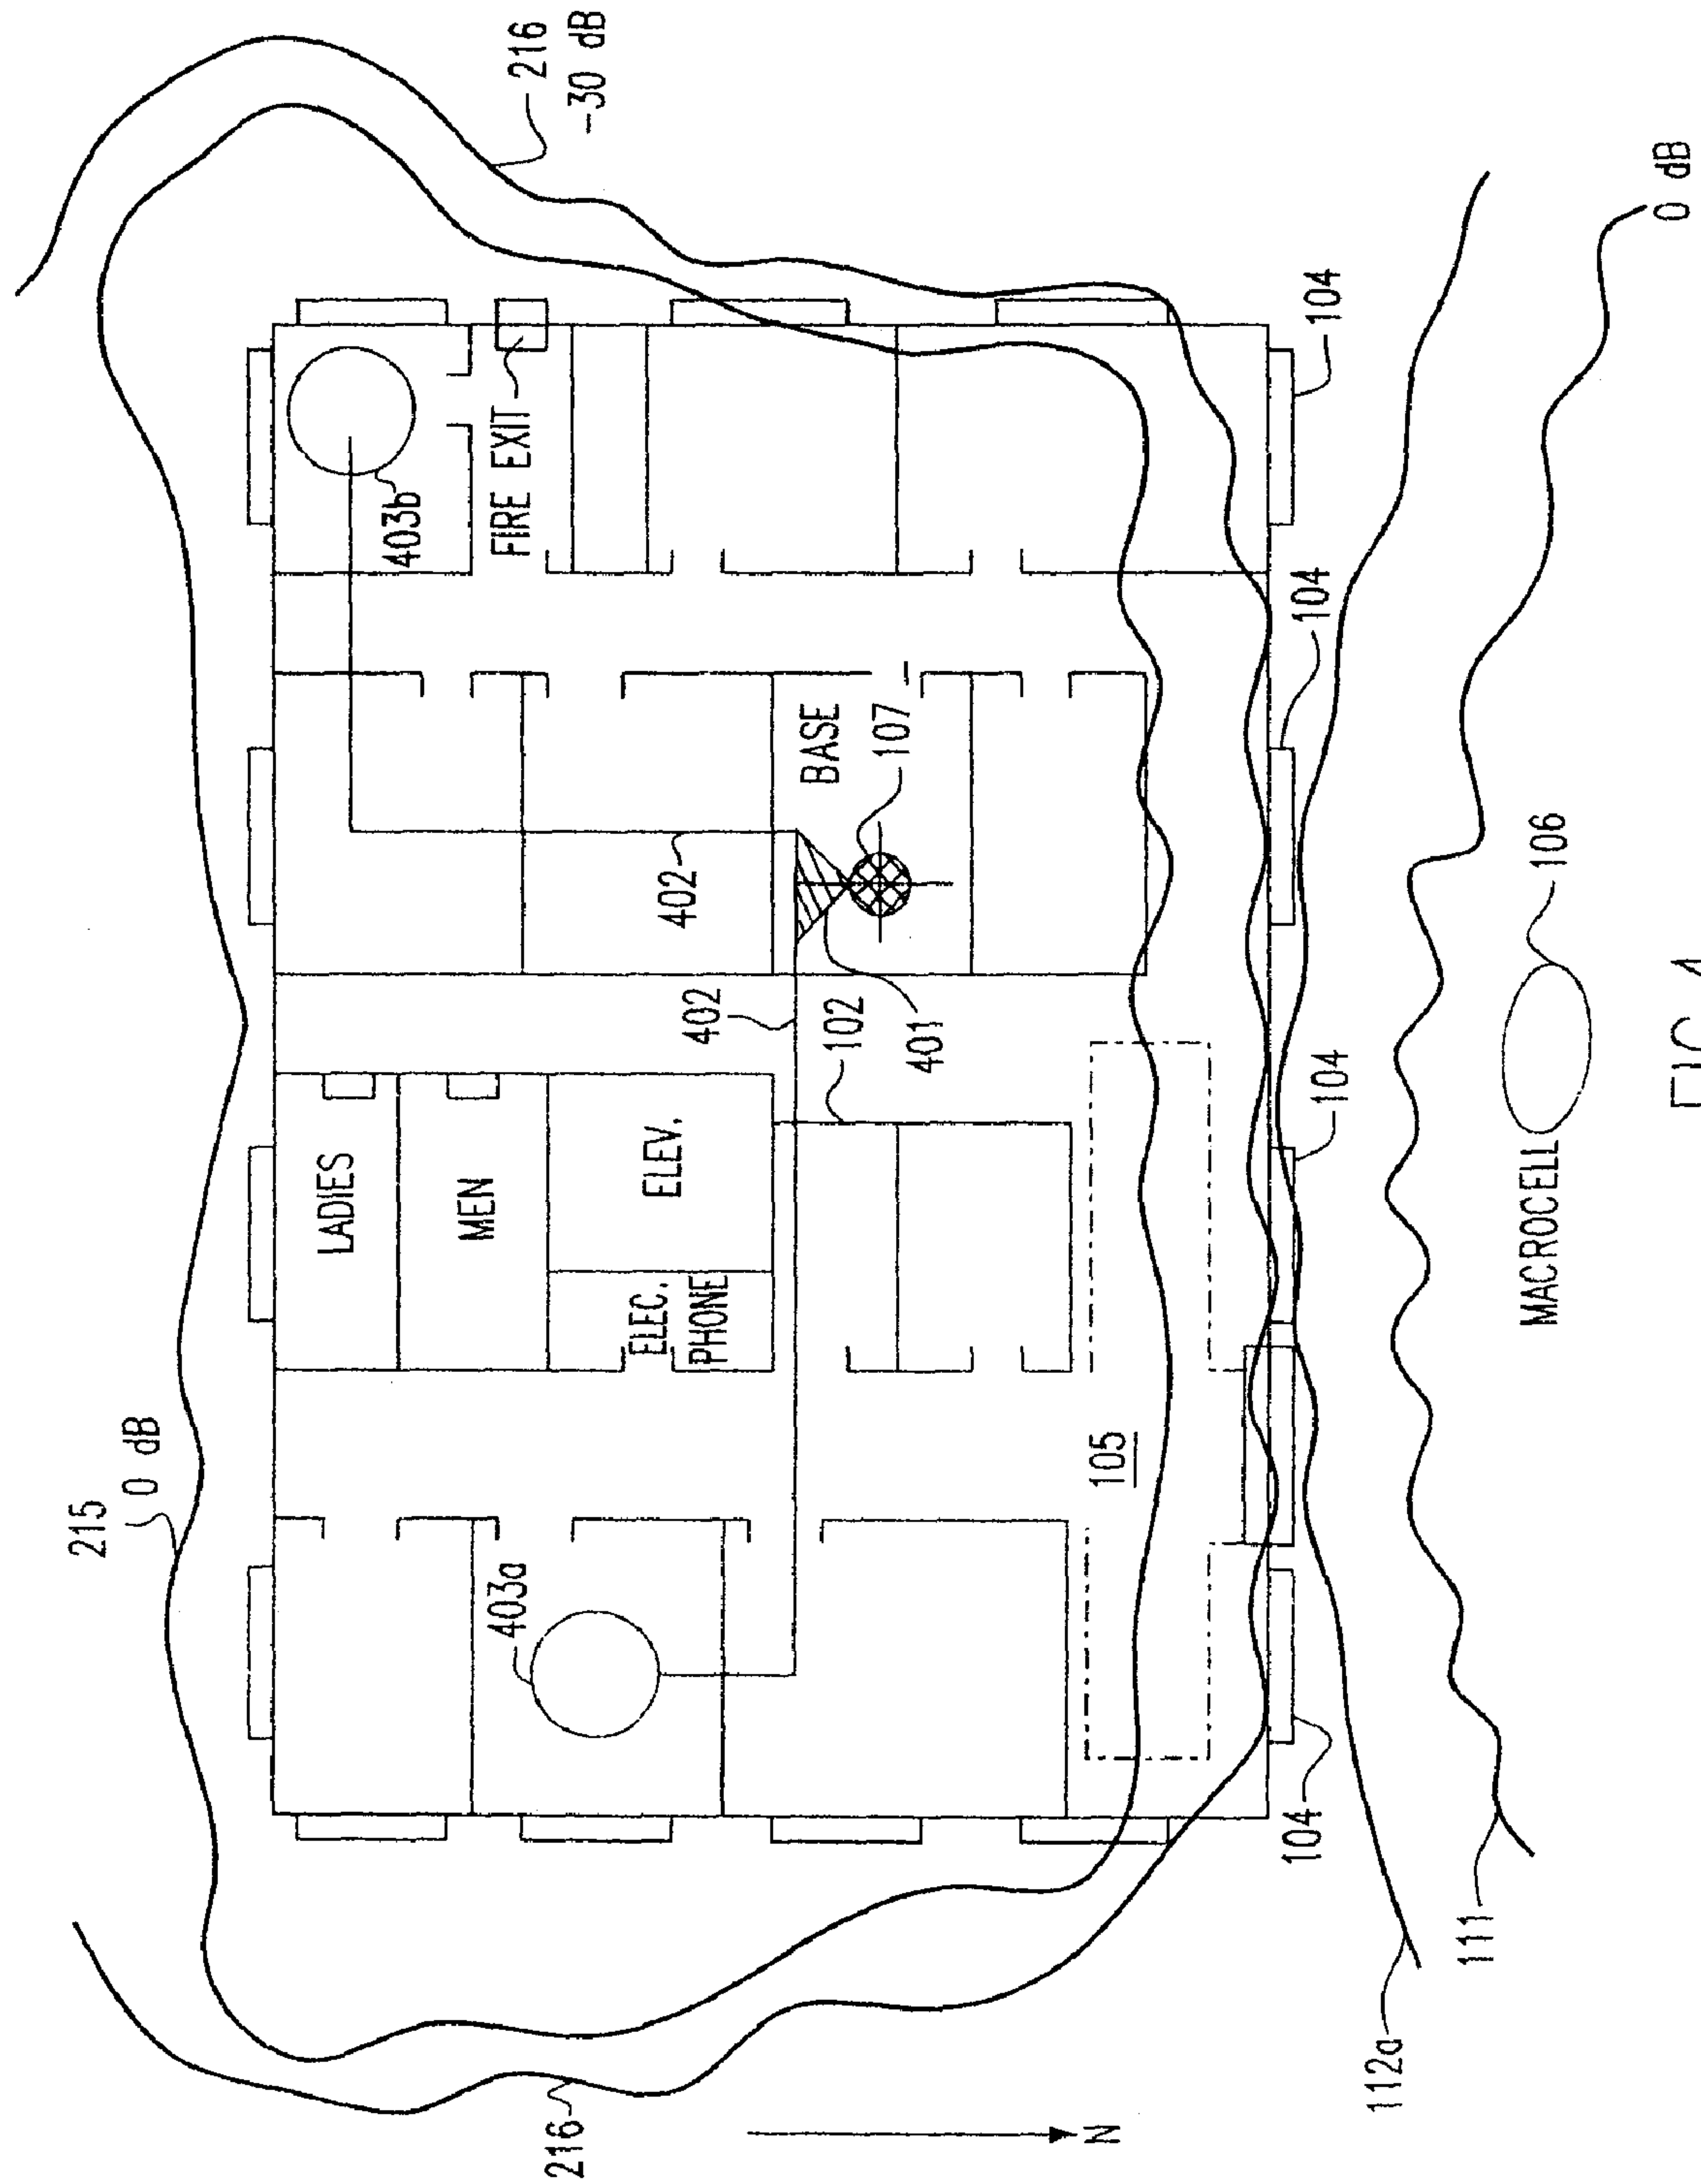 215
0 dB
216
-30 dB
403b
FIRE EXIT
LADIES
MEN
ELEV.
ELEC.
PHONE
403a
402
BASE
107
402
102
401
105
104
104
104
104
216
N
112a
111
MACROCELL
106
0 dB